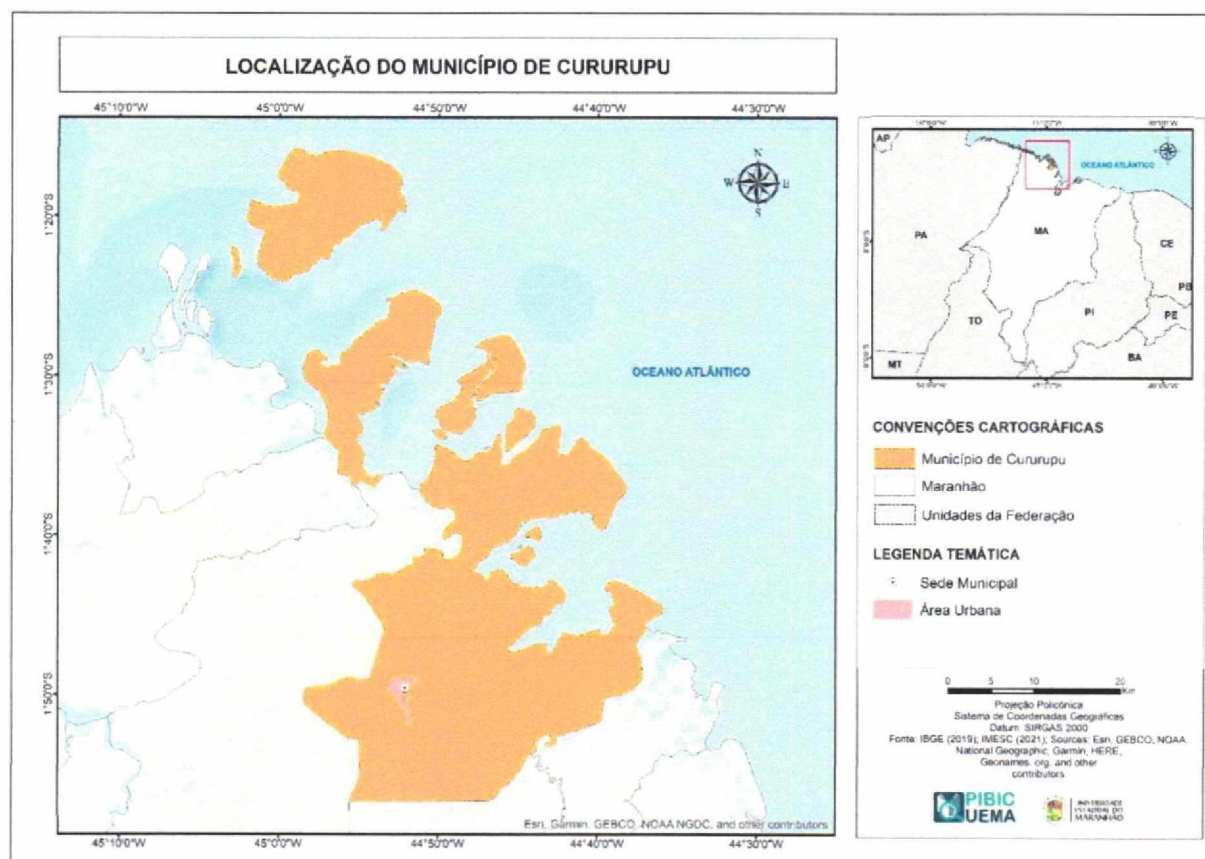 LOCALIZAÇÃO DO MUNICÍPIO DE CURURUPU
45°10'0"W 45°0'0"W 44°50'0"W 44°40'0"W 44°30'0"W
1°20'0"S
1°30'0"S
1°40'0"S
1°50'0"S
N
W
S
OCEANO ATLÂNTICO
Esri, Garmin, GEBCO, NOAA NGDC, and other contributors
45°10'0"W 45°0'0"W 44°50'0"W 44°40'0"W 44°30'0"W
AP
OCEANO ATLÂNTICO
PA
MA
CE
PB
TO
PI
PE
BA
MT
CONVENÇÕES CARTOGRÁFICAS
Município de Cururupu
Maranhão
Unidades da Federação
LEGENDA TEMÁTICA
Sede Municipal
Área Urbana
0 5 10 20
Km
Projeção Policônica
Sistema de Coordenadas Geográficas
Datum: SIRGAS 2000
Fonte: IBGE (2019); IMESC (2021); Sources: Esri, GEBCO, NOAA
National Geographic, Garmin, HERE,
Geonames. org, and other
contributors
PIBIC
UEMA
UNIVERSIDADE
ESTADUAL DO
MARANHÃO